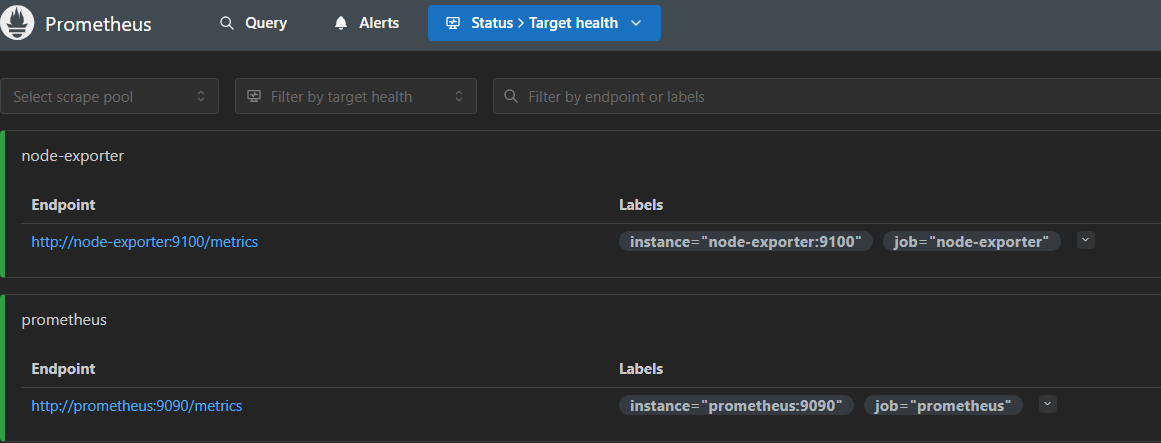 Prometheus Query Alerts Status > Target health
Select scrape pool Filter by target health Filter by endpoint or labels
node-exporter
Endpoint Labels
http://node-exporter:9100/metrics instance="node-exporter:9100" job="node-exporter"
prometheus
Endpoint Labels
http://prometheus:9090/metrics instance="prometheus:9090" job="prometheus"